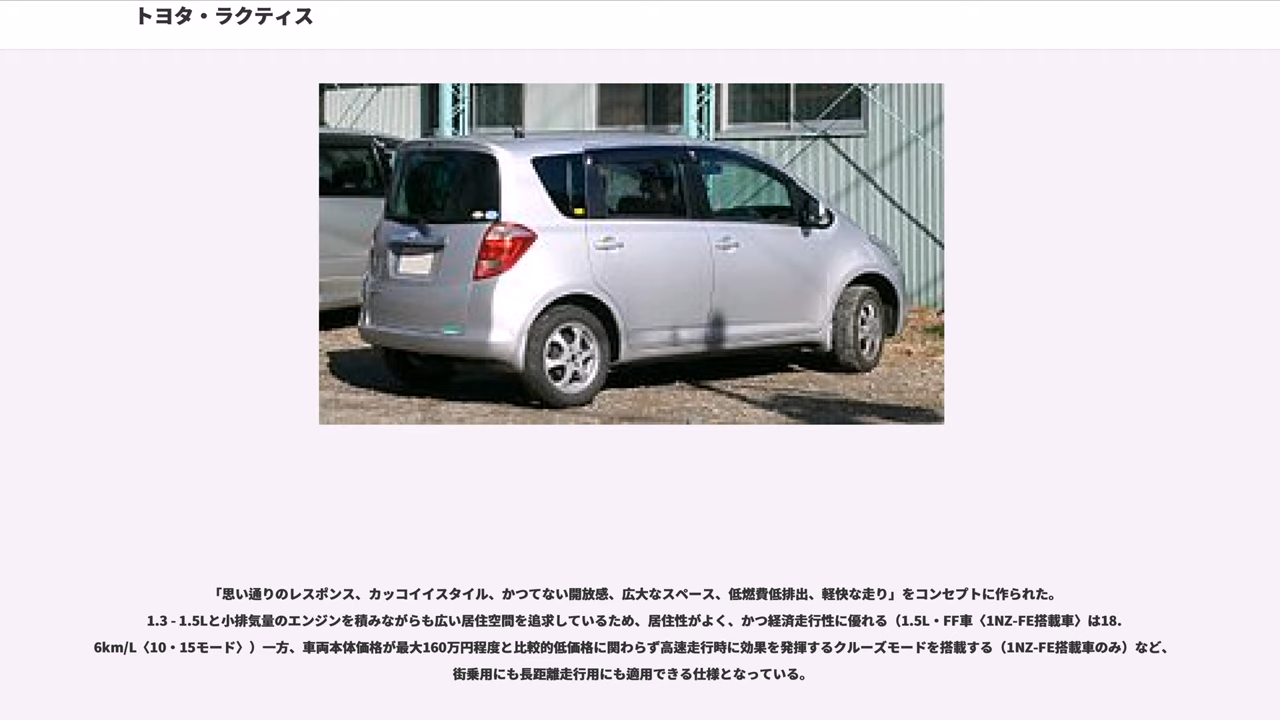 トヨタ・ラクティス
「思い通りのレスポンス、カッコイイスタイル、かつてない開放感、広大なスペース、低燃費低排出、軽快な走り」をコンセプトに作られた。
1.3 - 1.5Lと小排気量のエンジンを積みながらも広い居住空間を追求しているため、居住性がよく、かつ経済走行性に優れる（1.5L・FF車〈1NZ-FE搭載車〉は18.
6km/L〈10・15モード〉）一方、車両本体価格が最大160万円程度と比較的低価格に関わらず高速走行時に効果を発揮するクルーズモードを搭載する（1NZ-FE搭載車のみ）など、
街乗用にも長距離走行用にも適用できる仕様となっている。